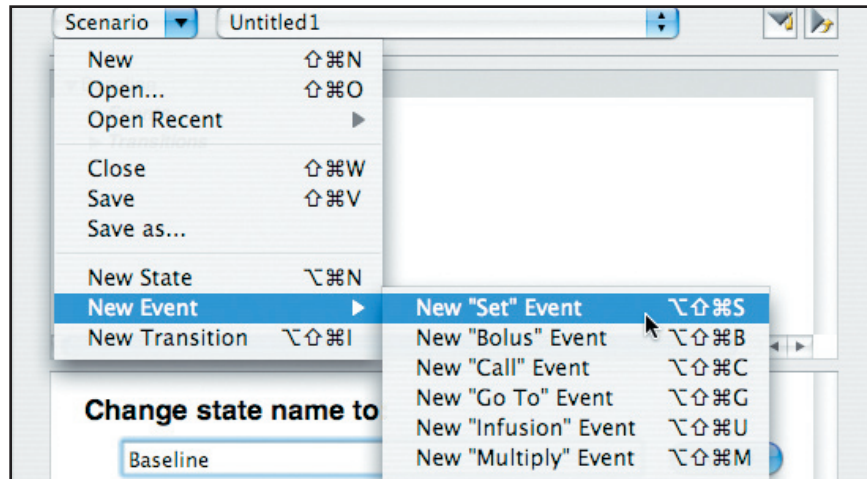 Scenario Untitled1
New ⇧⌘N
Open... ⇧⌘O
Open Recent
Transitions
Close ⇧⌘W
Save ⇧⌘V
Save as...
New State ⌥⌘N
New Event
New Transition ⌥⇧⌘I
New "Set" Event ⌥⇧⌘S
New "Bolus" Event ⌥⇧⌘B
New "Call" Event ⌥⇧⌘C
New "Go To" Event ⌥⇧⌘G
New "Infusion" Event ⌥⇧⌘U
New "Multiply" Event ⌥⇧⌘M
Change state name to
Baseline